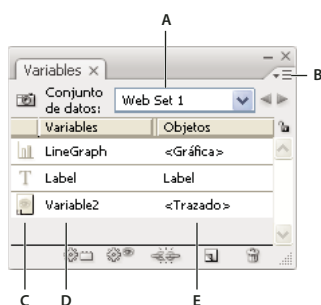 A
Variables
B
Conjunto
de datos:
Web Set 1
Variables Objetos
LineGraph <Gráfica>
T Label Label
Variable2 <Trazado>
C D E